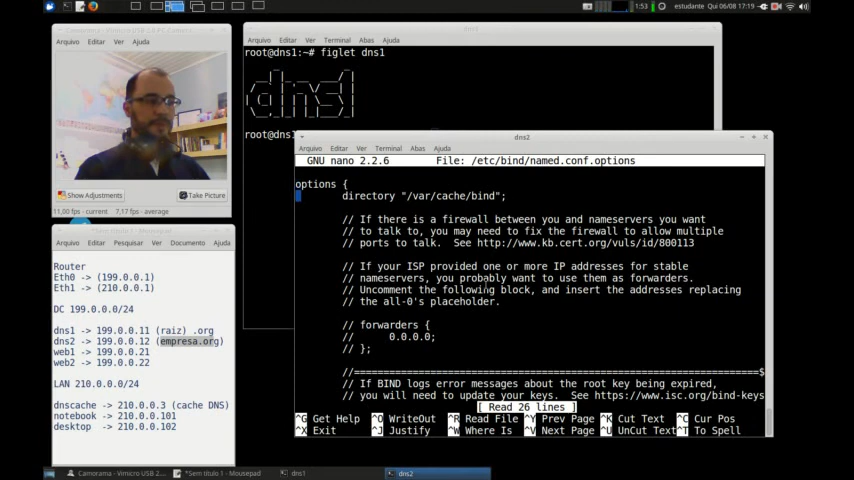 1:53 estudante Qui 06/08 17:19
Camorama - Vimicro USB 2.0 PC Camera
Arquivo Editar Ver Ajuda
Show Adjustments Take Picture
11,00 fps - current 7,17 fps - average
*Sem título 1 - Mousepad
Arquivo Editar Pesquisar Ver Documento Ajuda
Router
Eth0 -> (199.0.0.1)
Eth1 -> (210.0.0.1)
DC 199.0.0.0/24
dns1 -> 199.0.0.11 (raiz) .org
dns2 -> 199.0.0.12 (empresa.org)
web1 -> 199.0.0.21
web2 -> 199.0.0.22
LAN 210.0.0.0/24
dnscache -> 210.0.0.3 (cache DNS)
notebook -> 210.0.0.101
desktop -> 210.0.0.102
dns1
Arquivo Editar Ver Terminal Abas Ajuda
root@dns1:~# figlet dns1
dns1
root@dns1
dns2
Arquivo Editar Ver Terminal Abas Ajuda
GNU nano 2.2.6 File: /etc/bind/named.conf.options
options {
directory "/var/cache/bind";
// If there is a firewall between you and nameservers you want
// to talk to, you may need to fix the firewall to allow multiple
// ports to talk. See http://www.kb.cert.org/vuls/id/800113
// If your ISP provided one or more IP addresses for stable
// nameservers, you probably want to use them as forwarders.
// Uncomment the following block, and insert the addresses replacing
// the all-0's placeholder.
// forwarders {
// 0.0.0.0;
// };
//=====================================================================$
// If BIND logs error messages about the root key being expired,
// you will need to update your keys. See https://www.isc.org/bind-keys
[ Read 26 lines ]
^G Get Help ^O WriteOut ^R Read File ^Y Prev Page ^K Cut Text ^C Cur Pos
^X Exit ^J Justify ^W Where Is ^V Next Page ^U UnCut Text ^T To Spell
Camorama - Vimicro USB 2.... *Sem título 1 - Mousepad dns1 dns2